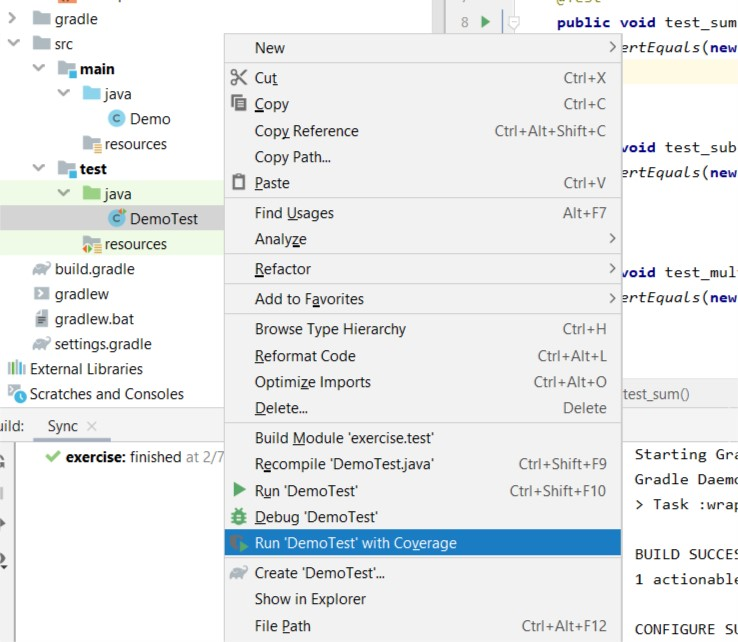 gradle
src
main
java
Demo
resources
test
java
DemoTest
resources
build.gradle
gradlew
gradlew.bat
settings.gradle
External Libraries
Scratches and Consoles
New
Cut Ctrl+X
Copy Ctrl+C
Copy Reference Ctrl+Alt+Shift+C
Copy Path...
Paste Ctrl+V
Find Usages Alt+F7
Analyze
Refactor
Add to Favorites
Browse Type Hierarchy Ctrl+H
Reformat Code Ctrl+Alt+L
Optimize Imports Ctrl+Alt+O
Delete... Delete
Build Module 'exercise.test'
Recompile 'DemoTest.java' Ctrl+Shift+F9
Run 'DemoTest' Ctrl+Shift+F10
Debug 'DemoTest'
Run 'DemoTest' with Coverage
Create 'DemoTest'...
Show in Explorer
File Path Ctrl+Alt+F12
8 public void test_sum
ertEquals(new
void test_sub
ertEquals(new
void test_mul
ertEquals(new
test_sum()
uild: Sync
exercise: finished at 2/7
Starting Gra
Gradle Daemo
> Task :wrap
BUILD SUCCES
1 actionable
CONFIGURE SU